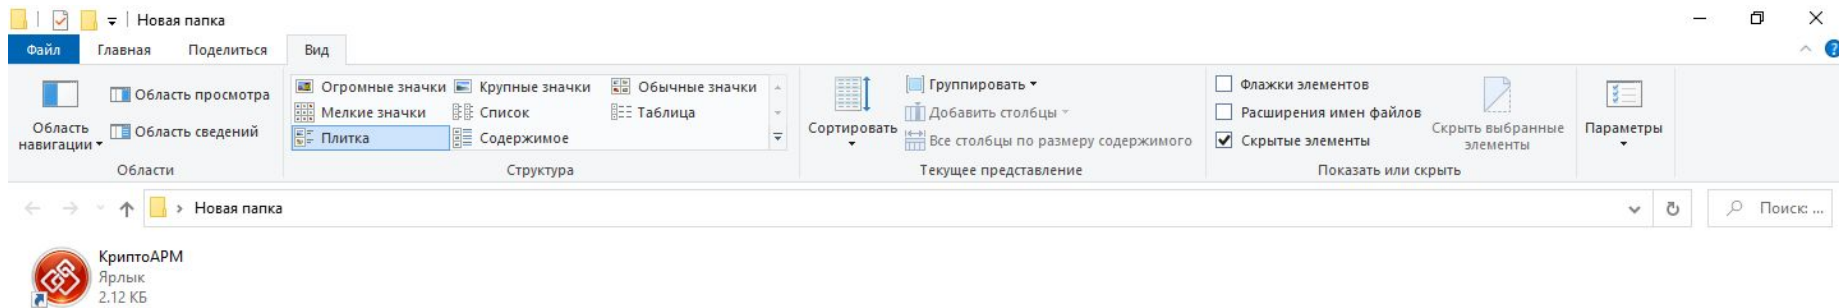 Новая папка
Файл Главная Поделиться Вид
Область навигации
Область просмотра
Область сведений
Области
Огромные значки Крупные значки Обычные значки
Мелкие значки Список Таблица
Плитка Содержимое
Структура
Сортировать
Группировать
Добавить столбцы
Все столбцы по размеру содержимого
Текущее представление
Флажки элементов
Расширения имен файлов
Скрытые элементы
Скрыть выбранные
элементы
Показать или скрыть
Параметры
Новая папка
Поиск: ...
КриптоАРМ
Ярлык
2.12 КБ